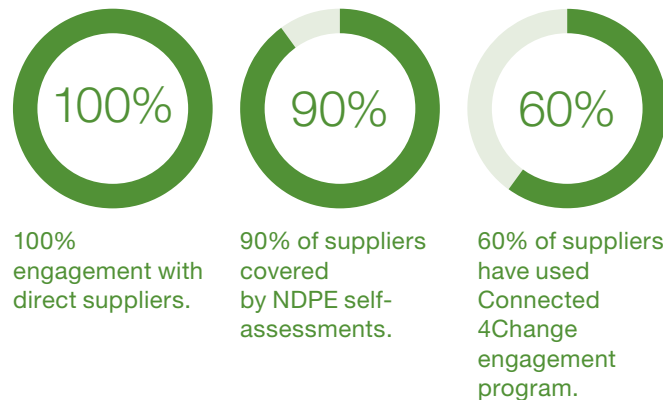 100%
90%
60%
100%
engagement with
direct suppliers.
90% of suppliers
covered
by NDPE self-
assessments.
60% of suppliers
have used
Connected
4Change
engagement
program.